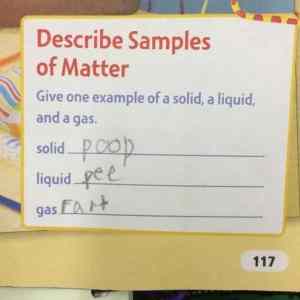 Describe Samples
of Matter
Give one example of a solid, a liquid,
and a gas.
solid poop
liquid pee
gas Fart
117